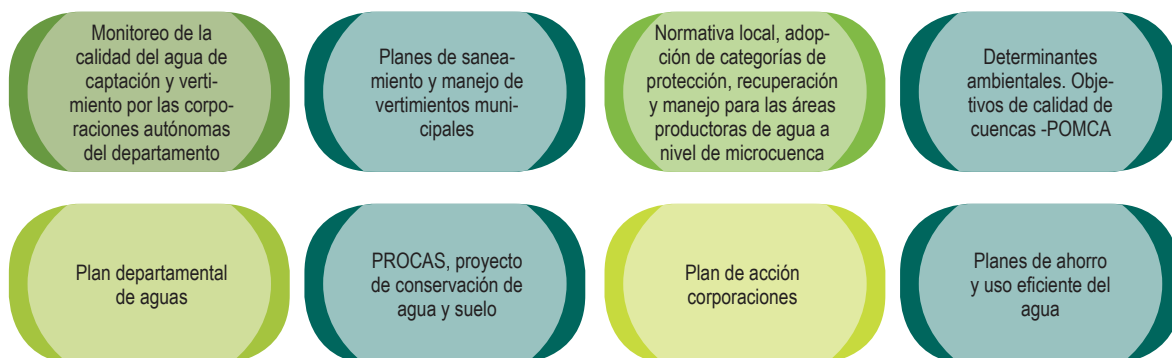 Monitoreo de la
calidad del agua de
captación y verti-
miento por las corpo-
raciones autónomas
del departamento
Planes de sanea-
miento y manejo de
vertimientos muni-
cipales
Normativa local, adop-
ción de categorías de
protección, recuperación
y manejo para las áreas
productoras de agua a
nivel de microcuenca
Determinantes
ambientales. Obje-
tivos de calidad de
cuencas -POMCA
Plan departamental
de aguas
PROCAS, proyecto
de conservación de
agua y suelo
Plan de acción
corporaciones
Planes de ahorro
y uso eficiente del
agua